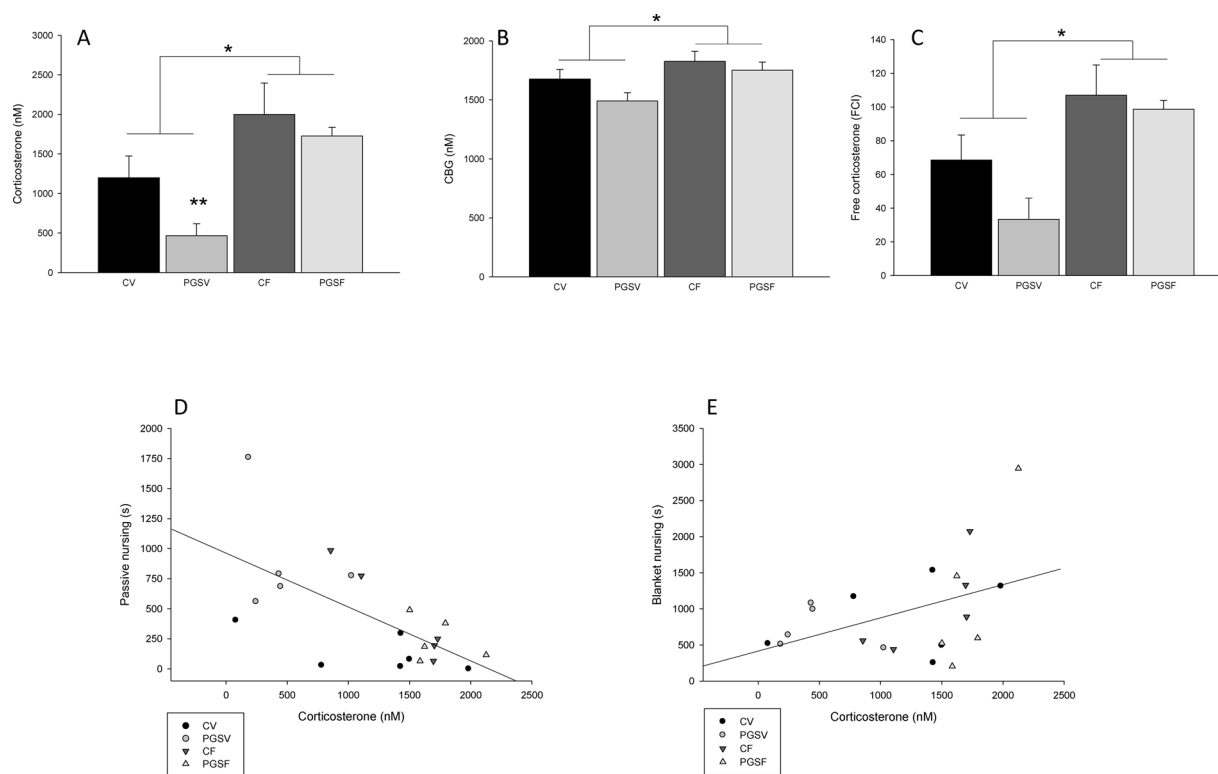 A
Corticosterone (nM)
3000
2500
2000
1500
1000
500
0
*
**
CV PGSV CF PGSF
B
CBG (nM)
2000
1500
1000
500
0
*
CV PGSV CF PGSF
C
Free corticosterone (FCI)
140
120
100
80
60
40
20
0
*
CV PGSV CF PGSF
D
Passive nursing (s)
2000
1750
1500
1250
1000
750
500
250
0
0 500 1000 1500 2000 2500
Corticosterone (nM)
CV
PGSV
CF
PGSF
E
Blanket nursing (s)
3500
3000
2500
2000
1500
1000
500
0
0 500 1000 1500 2000 2500
Corticosterone (nM)
CV
PGSV
CF
PGSF